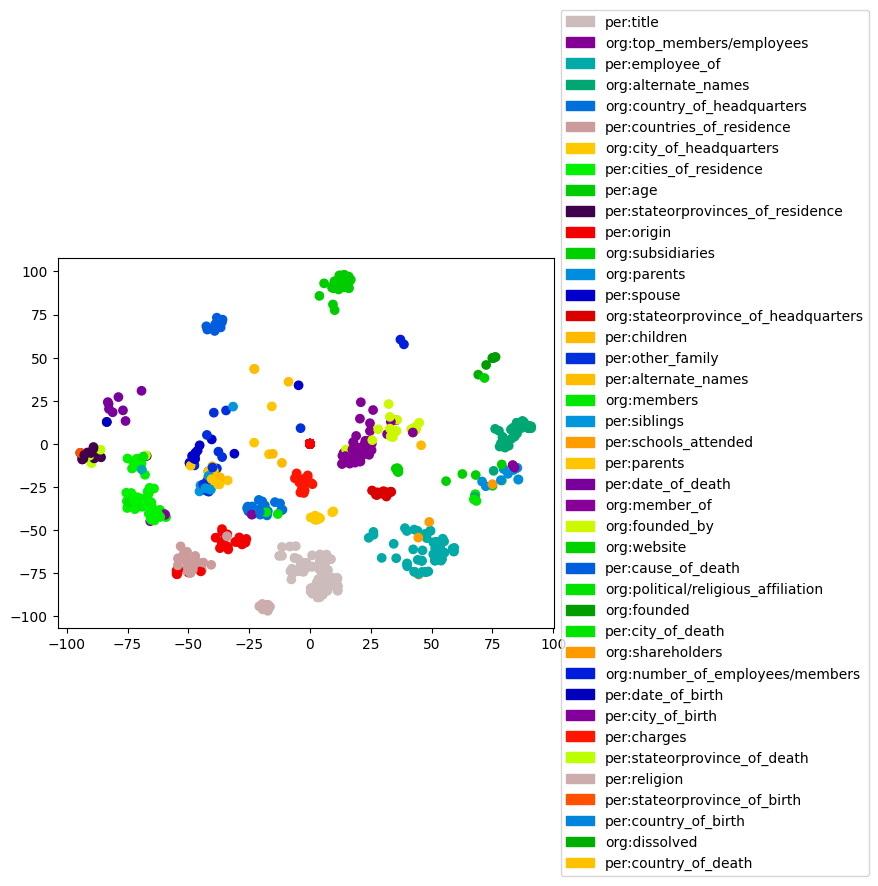 per:title
org:top_members/employees
per:employee_of
org:alternate_names
org:country_of_headquarters
per:countries_of_residence
org:city_of_headquarters
per:cities_of_residence
per:age
per:stateorprovinces_of_residence
per:origin
org:subsidiaries
org:parents
per:spouse
org:stateorprovince_of_headquarters
per:children
per:other_family
per:alternate_names
org:members
per:siblings
per:schools_attended
per:parents
per:date_of_death
org:member_of
org:founded_by
org:website
per:cause_of_death
org:political/religious_affiliation
org:founded
per:city_of_death
org:shareholders
org:number_of_employees/members
per:date_of_birth
per:city_of_birth
per:charges
per:stateorprovince_of_death
per:religion
per:stateorprovince_of_birth
per:country_of_birth
org:dissolved
per:country_of_death
100
75
50
25
0
−25
−50
−75
−100
−100 −75 −50 −25 0 25 50 75 100